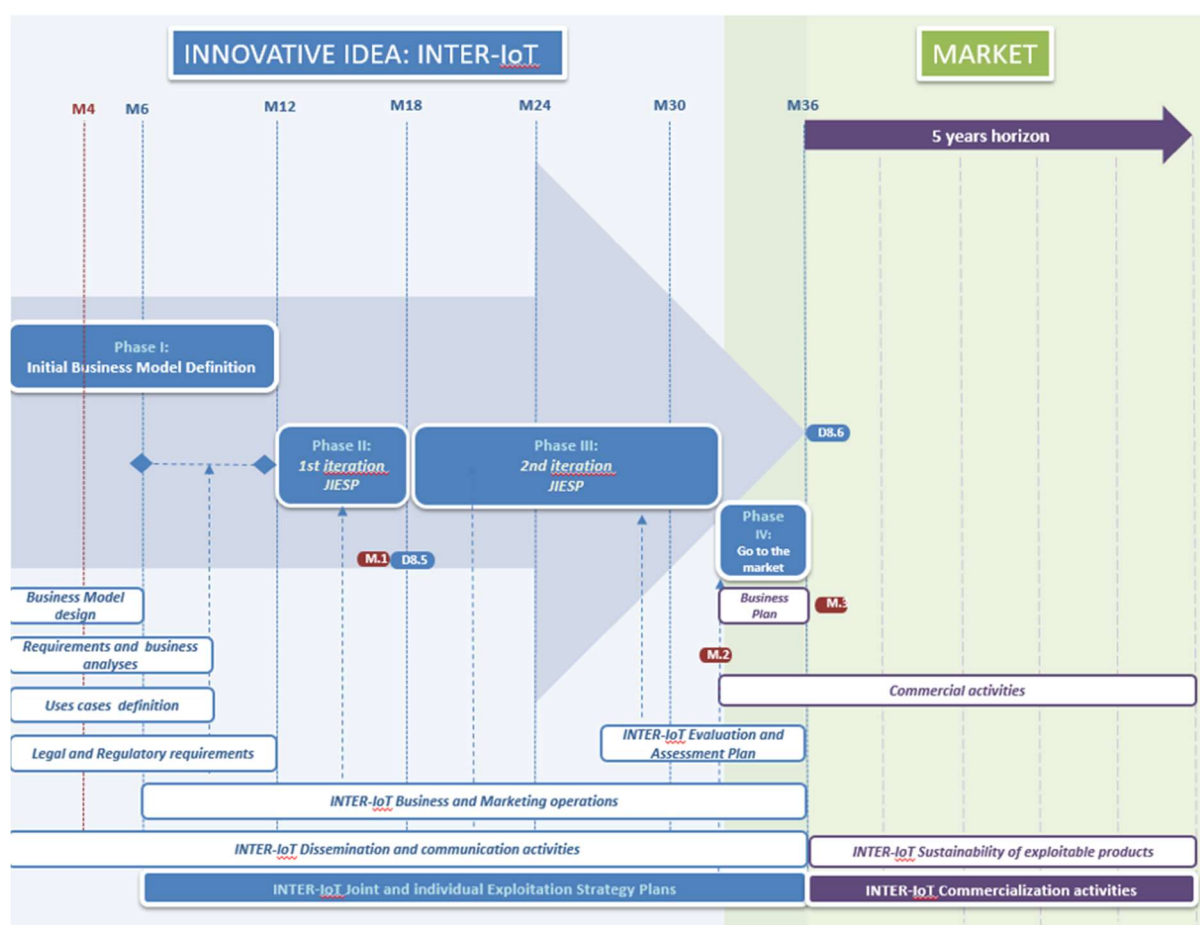 INNOVATIVE IDEA: INTER-IoT
MARKET
M4
M6
M12
M18
M24
M30
M36
5 years horizon
Phase I:
Initial Business Model Definition
Phase II:
1st iteration
JIESP
Phase III:
2nd iteration
JIESP
D8.6
Phase
IV:
Go to the
market
M.1
D8.5
Business Model
design
Business
Plan
M.3
Requirements and business
analyses
M.2
Uses cases definition
Commercial activities
Legal and Regulatory requirements
INTER-IoT Evaluation and
Assessment Plan
INTER-IoT Business and Marketing operations
INTER-IoT Dissemination and communication activities
INTER-IoT Sustainability of exploitable products
INTER-IoT Joint and individual Exploitation Strategy Plans
INTER-IoT Commercialization activities